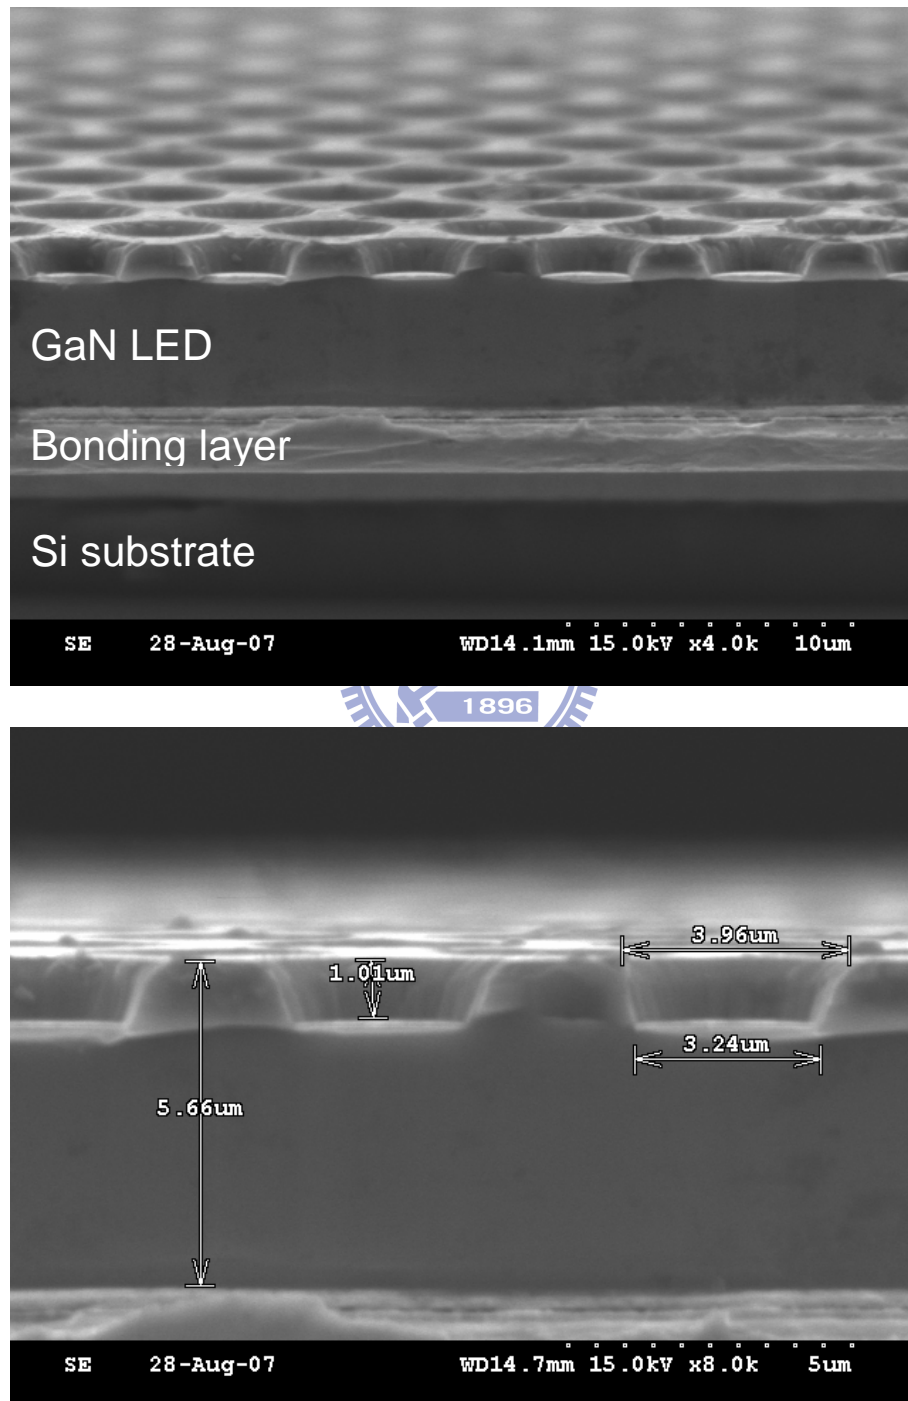 GaN LED
Bonding layer
Si substrate
SE 28-Aug-07 WD14.1mm 15.0kV x4.0k 10um
1896
3.96um
1.01um
3.24um
5.66um
SE 28-Aug-07 WD14.7mm 15.0kV x8.0k 5um